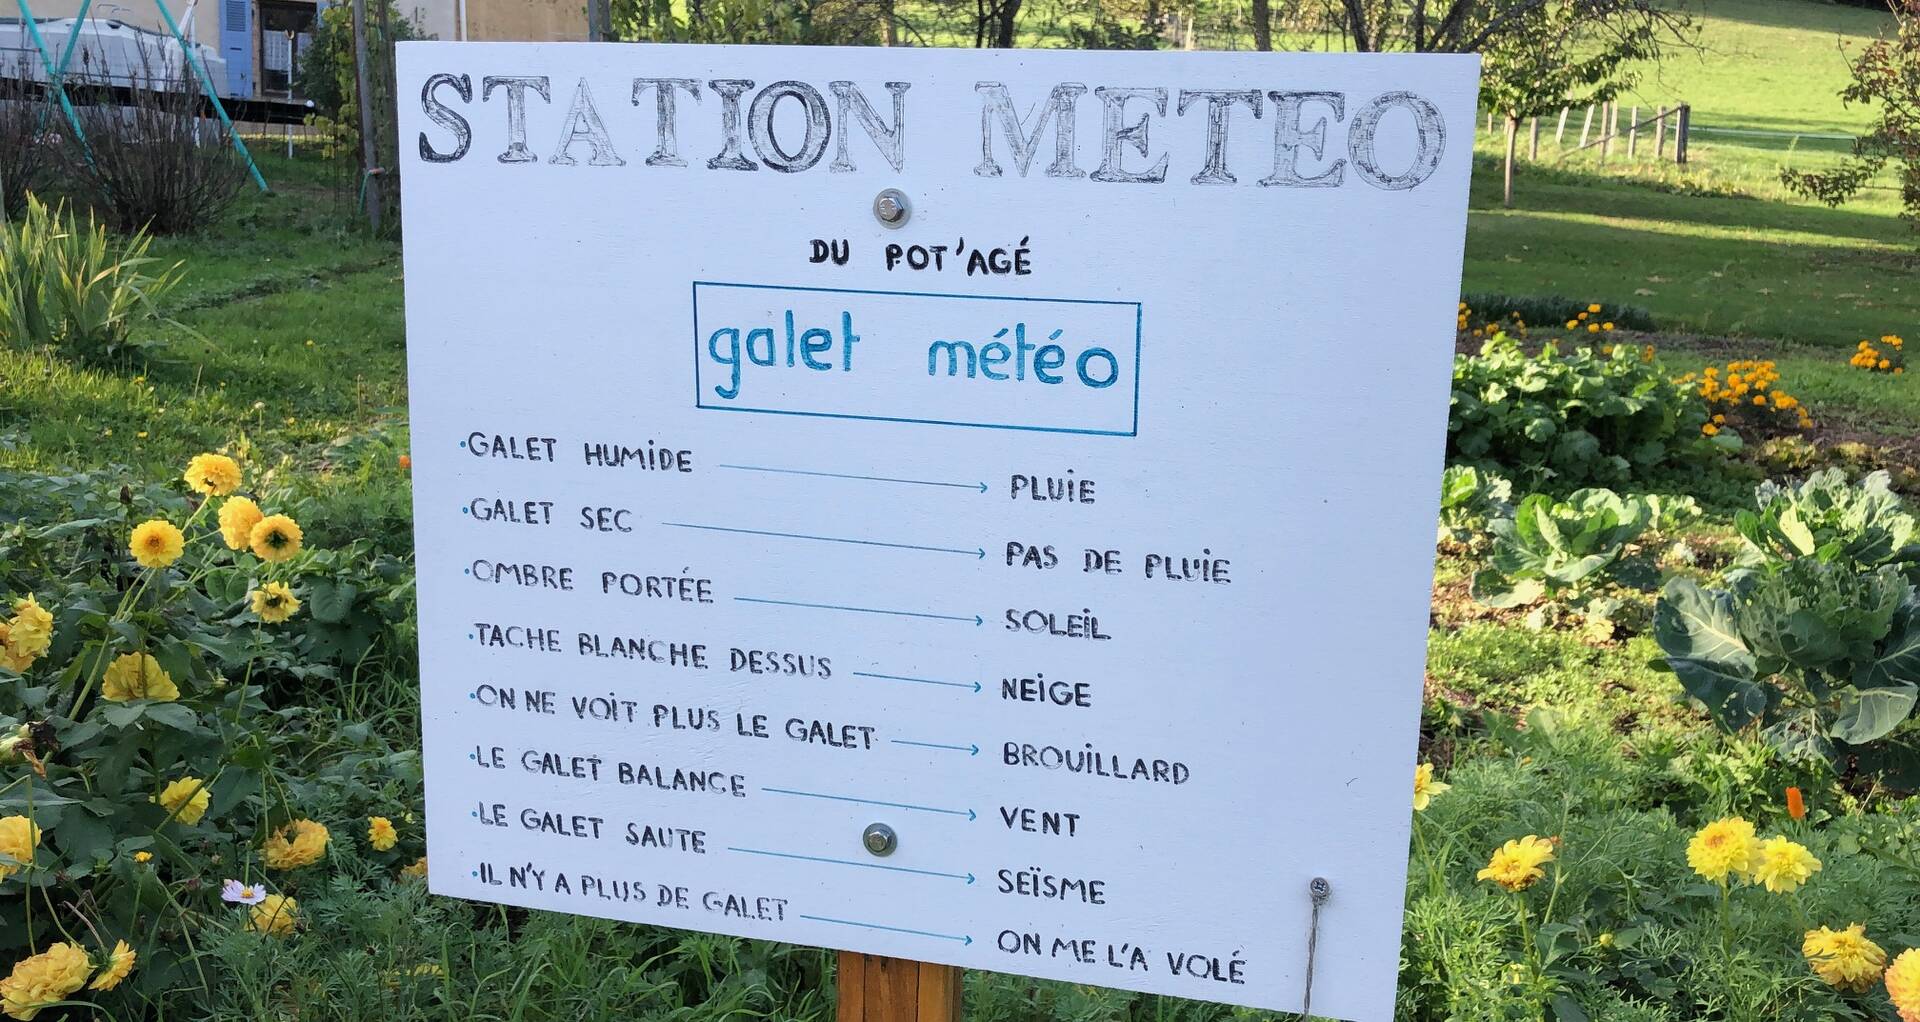 STATION METEO
DU POT'AGÉ
galet météo
·GALET HUMIDE → PLUIE
·GALET SEC → PAS DE PLUIE
·OMBRE PORTÉE → SOLEIL
·TACHE BLANCHE DESSUS → NEIGE
·ON NE VOIT PLUS LE GALET → BROUILLARD
·LE GALET BALANCE → VENT
·LE GALET SAUTE → SEÏSME
·IL N'Y A PLUS DE GALET → ON ME L'A VOLÉ